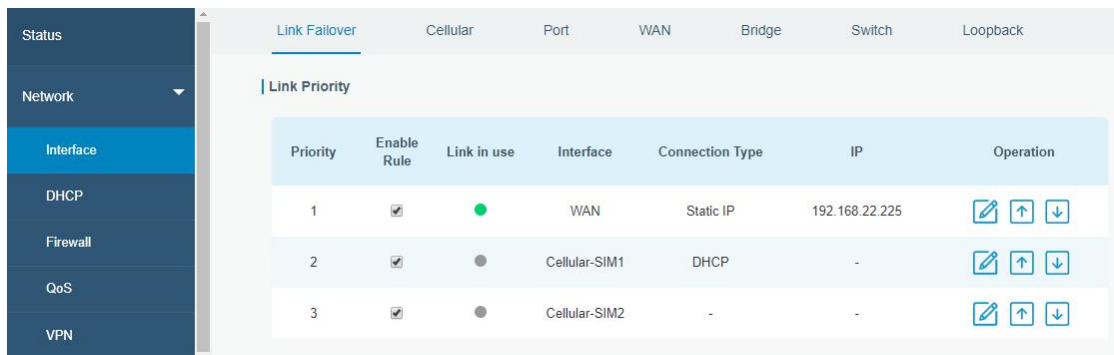 Status
Network
Interface
DHCP
Firewall
QoS
VPN
Link Failover Cellular Port WAN Bridge Switch Loopback
Link Priority
Priority Enable Rule Link in use Interface Connection Type IP Operation
1 WAN Static IP 192.168.22.225
2 Cellular-SIM1 DHCP -
3 Cellular-SIM2 - -